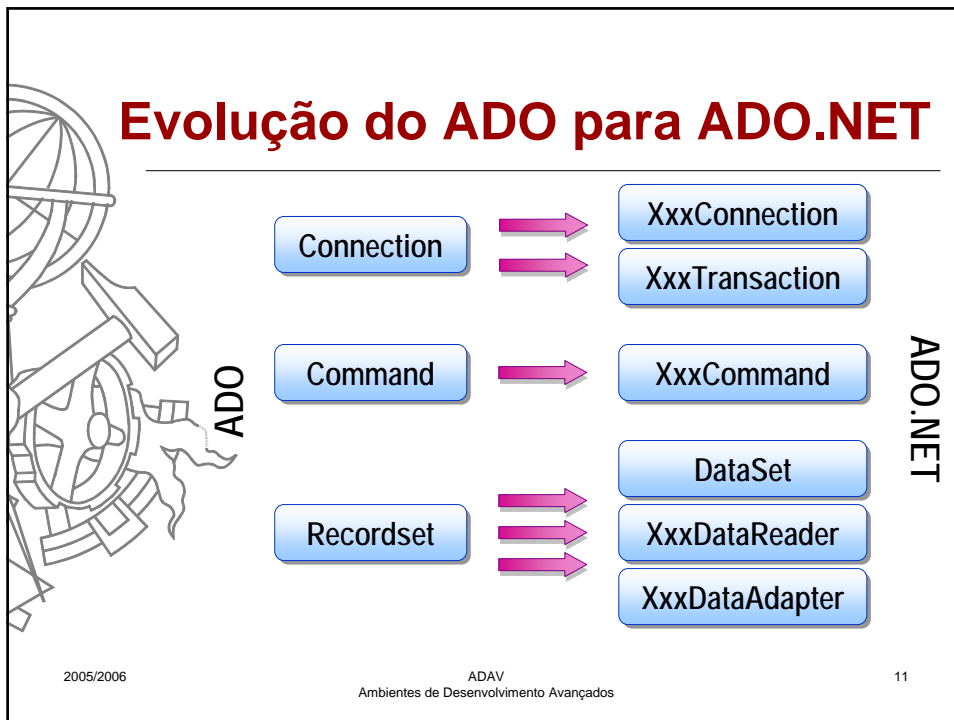 Evolução do ADO para ADO.NET
ADO
Connection
XxxConnection
XxxTransaction
Command
XxxCommand
Recordset
DataSet
XxxDataReader
XxxDataAdapter
ADO.NET
2005/2006
ADAV
Ambientes de Desenvolvimento Avançados
11